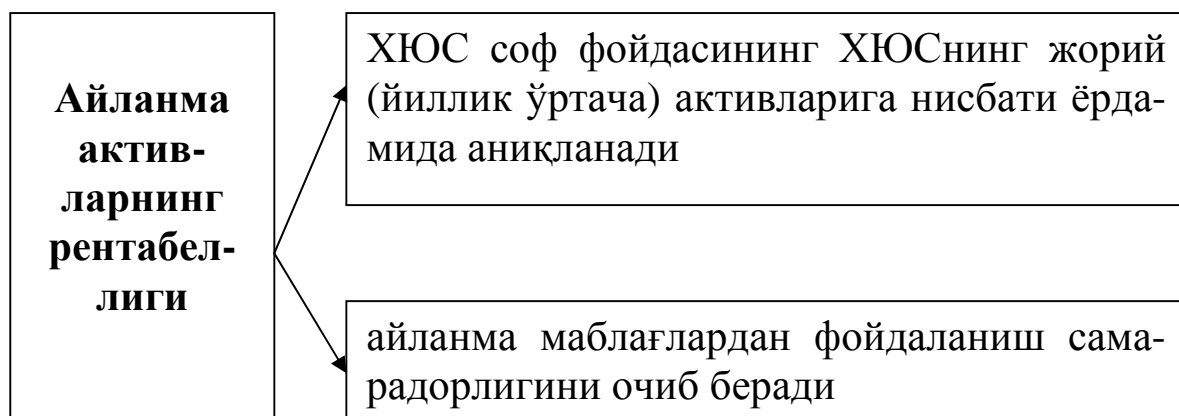 Айланма
актив-
ларнинг
рентабел-
лиги
ХЮС соф фойдасининг ХЮСнинг жорий
(йиллик ўртача) активларига нисбати ёрда-
мида аниқланади
айланма маблағлардан фойдаланиш сама-
радорлигини очиб беради